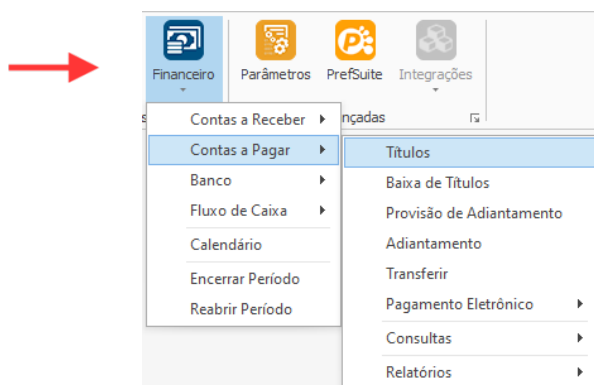 Financeiro Parâmetros PrefSuite Integrações
nçadas
Contas a Receber
Contas a Pagar
Banco
Fluxo de Caixa
Calendário
Encerrar Período
Reabrir Período
Títulos
Baixa de Títulos
Provisão de Adiantamento
Adiantamento
Transferir
Pagamento Eletrônico
Consultas
Relatórios